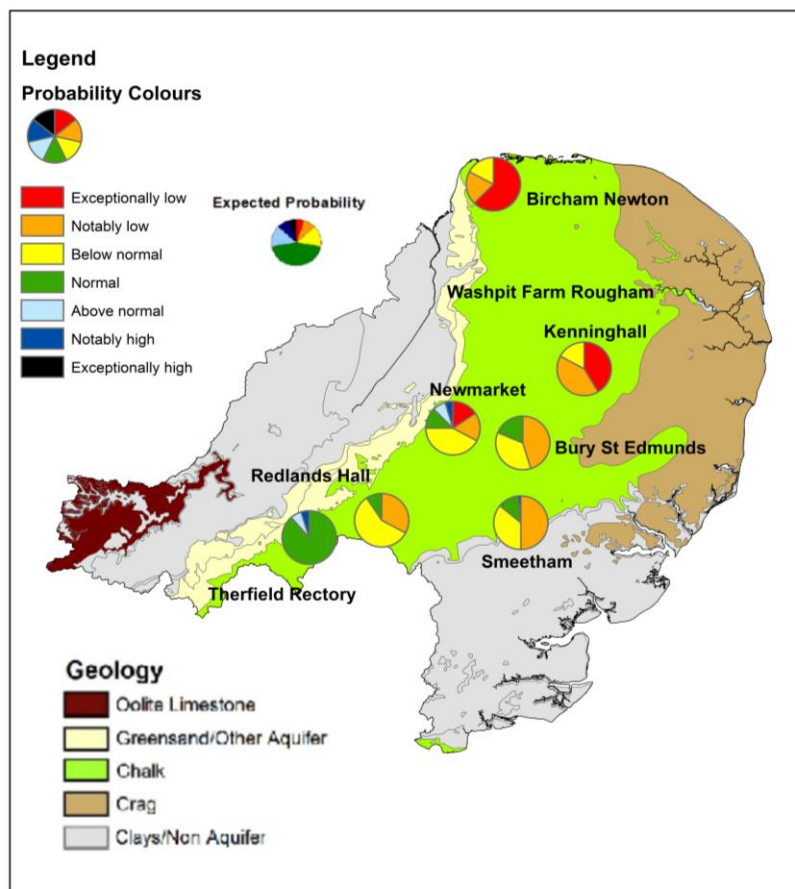 Legend
Probability Colours
Exceptionally low
Notably low
Below normal
Normal
Above normal
Notably high
Exceptionally high
Expected Probability
Bircham Newton
Washpit Farm Rougham
Kenninghall
Newmarket
Bury St Edmunds
Redlands Hall
Smeetham
Therfield Rectory
Geology
Oolite Limestone
Greensand/Other Aquifer
Chalk
Crag
Clays/Non Aquifer